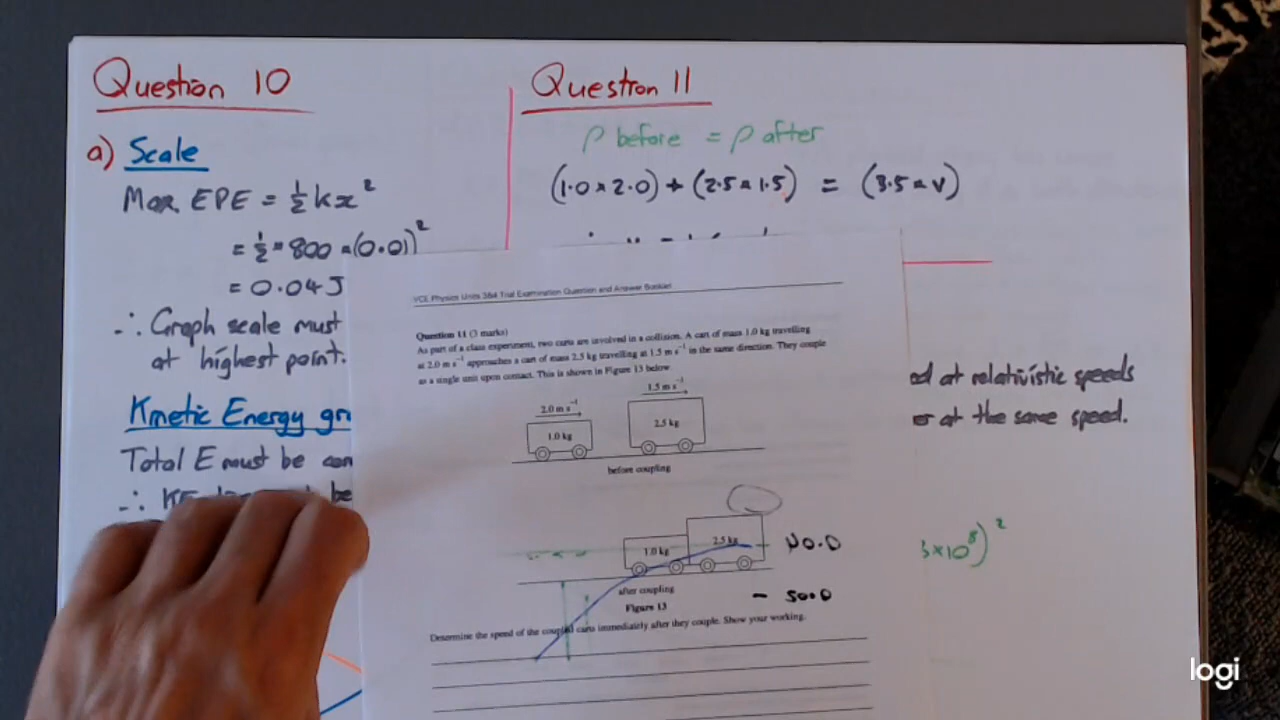 Question 10
a) Scale
Max EPE = ½kx²
= ½ × 800 × (0.01)²
= 0.04J
∴ Graph scale must
at highest point.
Kinetic Energy gr
Total E must be con
∴ KE be
Question 11
ρ before = ρ after
(1.0 × 2.0) + (2.5 × 1.5) = (3.5 × v)
ed at relativistic speeds
at the same speed.
3×10⁸)²
VCE Physics Units 3&4 Trial Examination Question and Answer Booklet
Question 11 (3 marks)
As part of a class experiment, two carts are involved in a collision. A cart of mass 1.0 kg travelling
at 2.0 m s⁻¹ approaches a cart of mass 2.5 kg travelling at 1.5 m s⁻¹ in the same direction. They couple
as a single unit upon contact. This is shown in Figure 13 below.
2.0 m s⁻¹
1.5 m s⁻¹
1.0 kg
2.5 kg
before coupling
1.0 kg
2.5 kg
after coupling
Figure 13
Determine the speed of the coupled carts immediately after they couple. Show your working.
logi